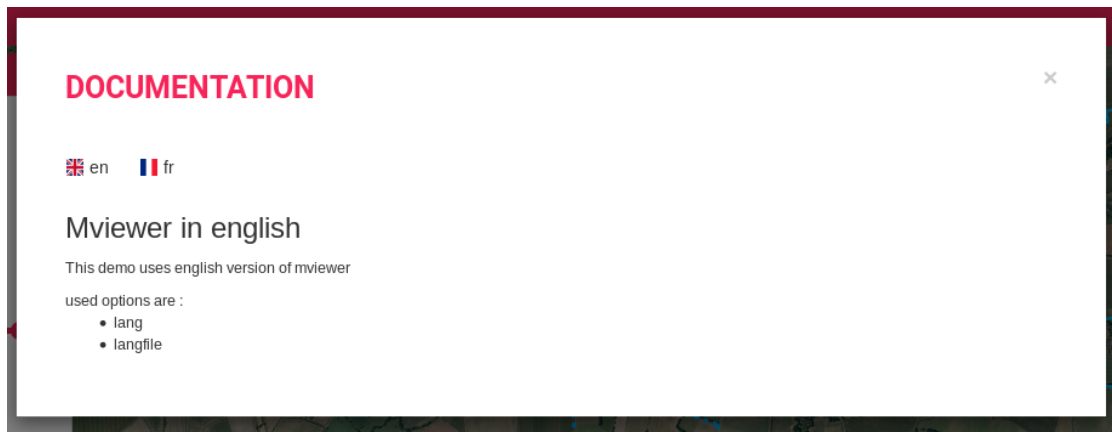 DOCUMENTATION
×
en fr
Mviewer in english
This demo uses english version of mviewer
used options are :
• lang
• langfile